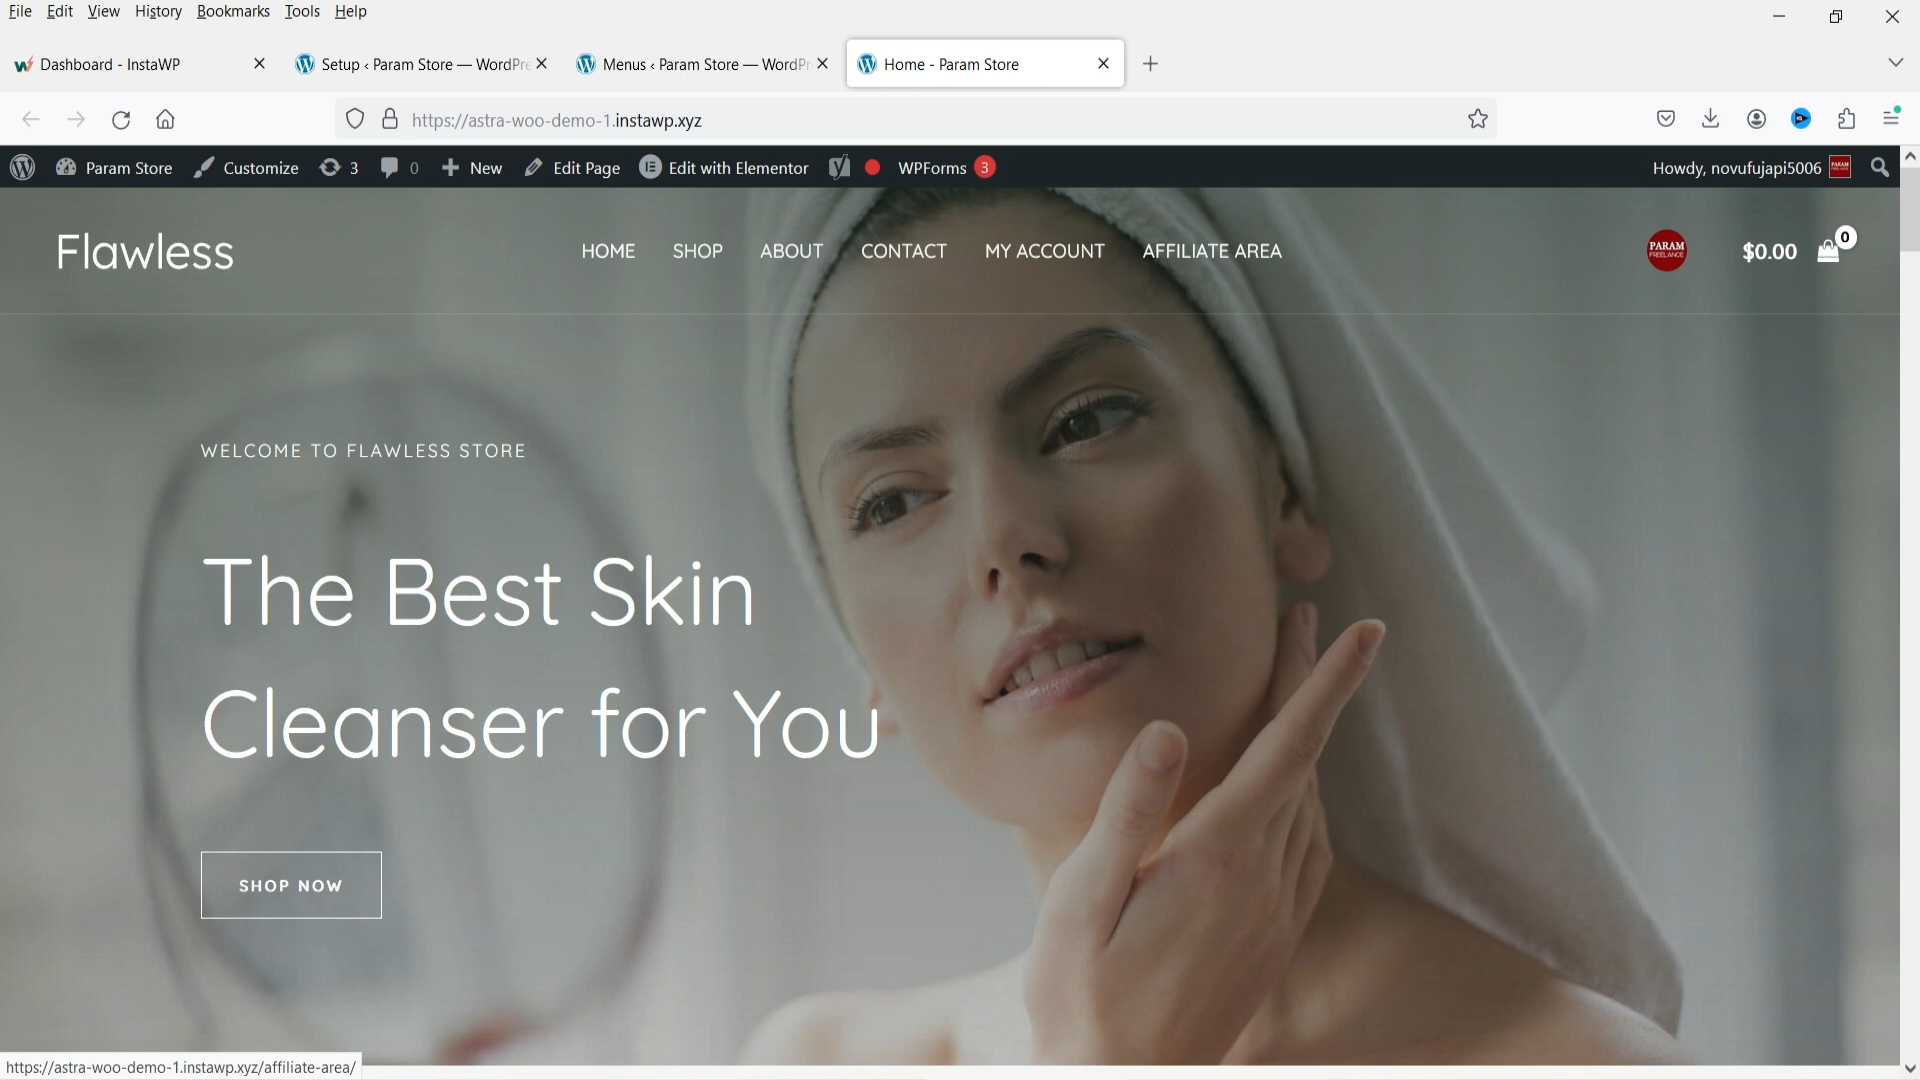 File Edit View History Bookmarks Tools Help
Dashboard - InstaWP
Setup ‹ Param Store — WordPre
Menus ‹ Param Store — WordPr
Home - Param Store
https://astra-woo-demo-1.instawp.xyz
Param Store Customize 3 0 New Edit Page Edit with Elementor WPForms 3 Howdy, novufujapi5006
Flawless HOME SHOP ABOUT CONTACT MY ACCOUNT AFFILIATE AREA PARAM FREELANCE $0.00 0
WELCOME TO FLAWLESS STORE
The Best Skin
Cleanser for You
SHOP NOW
https://astra-woo-demo-1.instawp.xyz/affiliate-area/